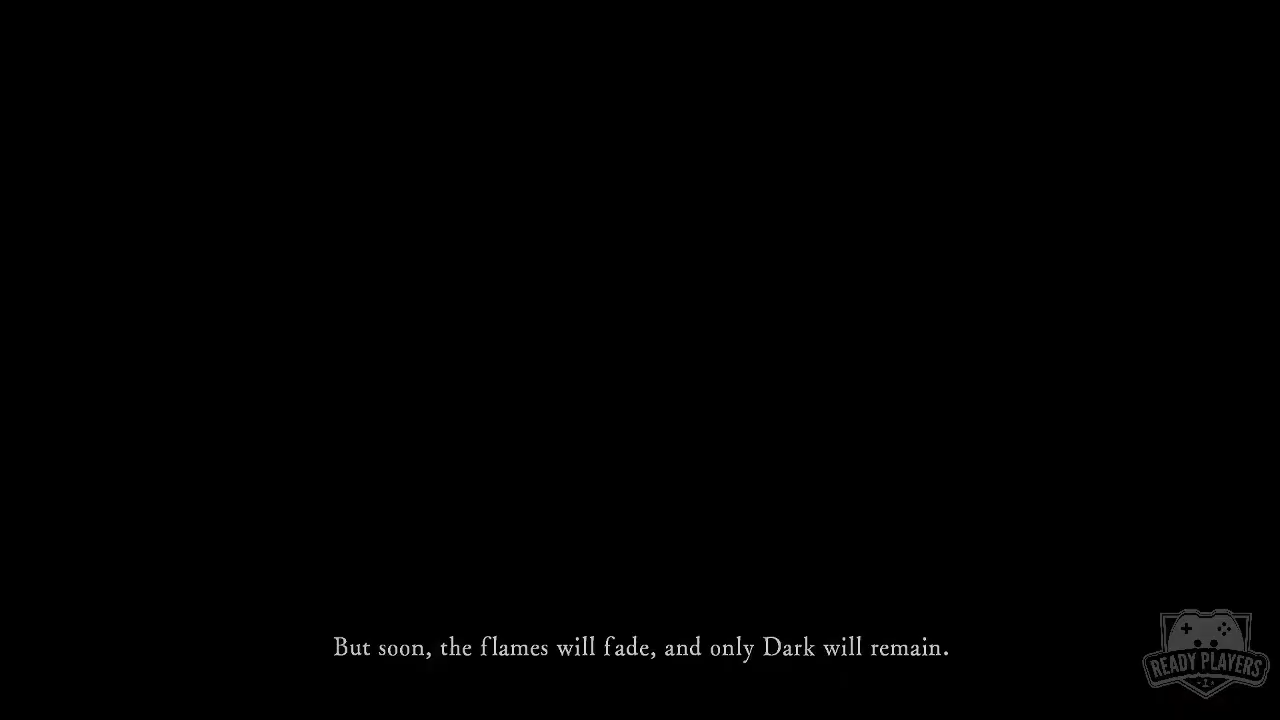 But soon, the flames will fade, and only Dark will remain.
READY PLAYERS